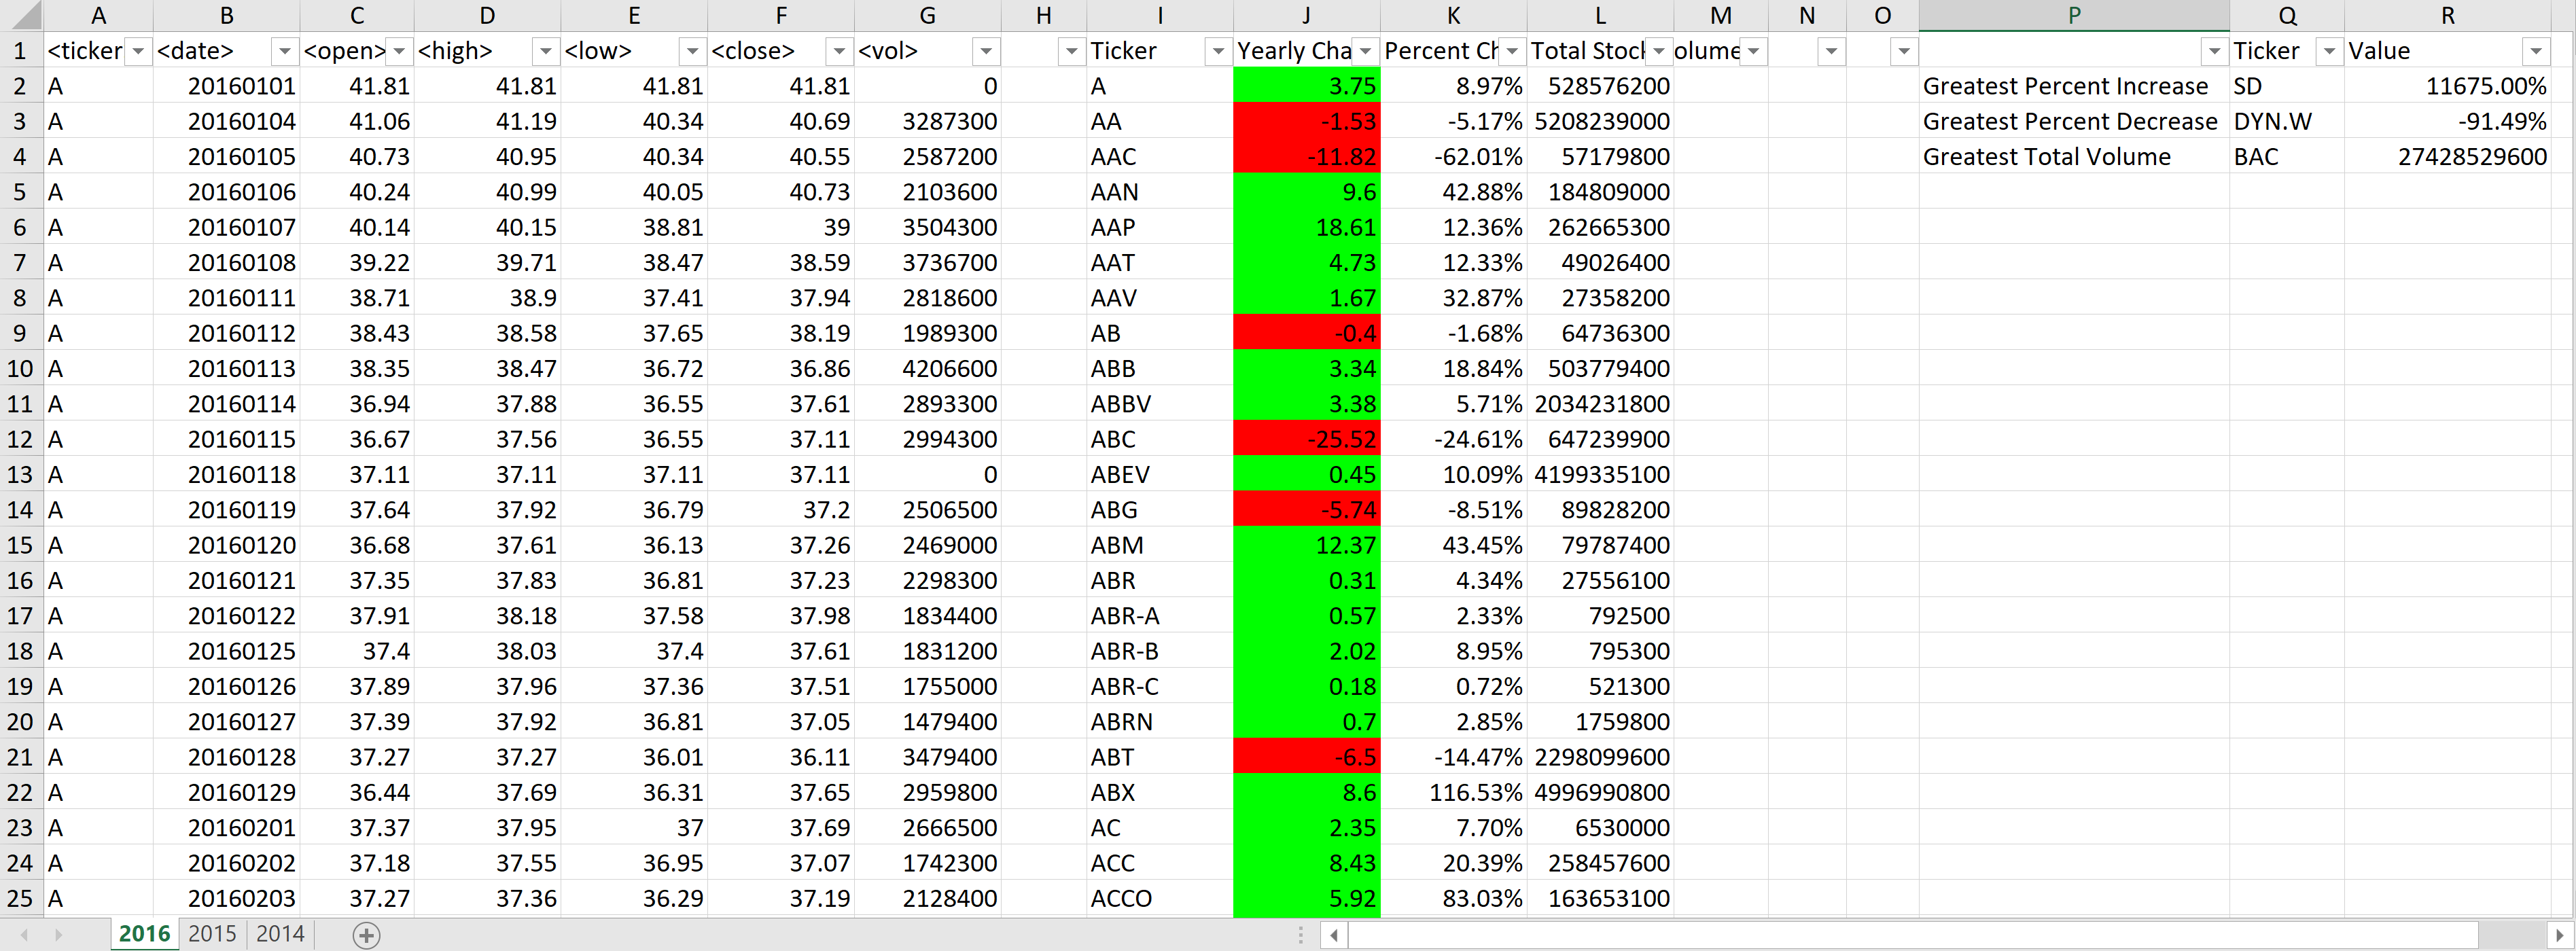 A B C D E F G H I J K L M N O P Q R
1 <ticker <date> <open> <high> <low> <close> <vol> Ticker Yearly Cha Percent Ch Total Stock olume Ticker Value
2 A 20160101 41.81 41.81 41.81 41.81 0 A 3.75 8.97% 528576200 Greatest Percent Increase SD 11675.00%
3 A 20160104 41.06 41.19 40.34 40.69 3287300 AA -1.53 -5.17% 5208239000 Greatest Percent Decrease DYN.W -91.49%
4 A 20160105 40.73 40.95 40.34 40.55 2587200 AAC -11.82 -62.01% 57179800 Greatest Total Volume BAC 27428529600
5 A 20160106 40.24 40.99 40.05 40.73 2103600 AAN 9.6 42.88% 184809000
6 A 20160107 40.14 40.15 38.81 39 3504300 AAP 18.61 12.36% 262665300
7 A 20160108 39.22 39.71 38.47 38.59 3736700 AAT 4.73 12.33% 49026400
8 A 20160111 38.71 38.9 37.41 37.94 2818600 AAV 1.67 32.87% 27358200
9 A 20160112 38.43 38.58 37.65 38.19 1989300 AB -0.4 -1.68% 64736300
10 A 20160113 38.35 38.47 36.72 36.86 4206600 ABB 3.34 18.84% 503779400
11 A 20160114 36.94 37.88 36.55 37.61 2893300 ABBV 3.38 5.71% 2034231800
12 A 20160115 36.67 37.56 36.55 37.11 2994300 ABC -25.52 -24.61% 647239900
13 A 20160118 37.11 37.11 37.11 37.11 0 ABEV 0.45 10.09% 4199335100
14 A 20160119 37.64 37.92 36.79 37.2 2506500 ABG -5.74 -8.51% 89828200
15 A 20160120 36.68 37.61 36.13 37.26 2469000 ABM 12.37 43.45% 79787400
16 A 20160121 37.35 37.83 36.81 37.23 2298300 ABR 0.31 4.34% 27556100
17 A 20160122 37.91 38.18 37.58 37.98 1834400 ABR-A 0.57 2.33% 792500
18 A 20160125 37.4 38.03 37.4 37.61 1831200 ABR-B 2.02 8.95% 795300
19 A 20160126 37.89 37.96 37.36 37.51 1755000 ABR-C 0.18 0.72% 521300
20 A 20160127 37.39 37.92 36.81 37.05 1479400 ABRN 0.7 2.85% 1759800
21 A 20160128 37.27 37.27 36.01 36.11 3479400 ABT -6.5 -14.47% 2298099600
22 A 20160129 36.44 37.69 36.31 37.65 2959800 ABX 8.6 116.53% 4996990800
23 A 20160201 37.37 37.95 37 37.69 2666500 AC 2.35 7.70% 6530000
24 A 20160202 37.18 37.55 36.95 37.07 1742300 ACC 8.43 20.39% 258457600
25 A 20160203 37.27 37.36 36.29 37.19 2128400 ACCO 5.92 83.03% 163653100
2016 2015 2014